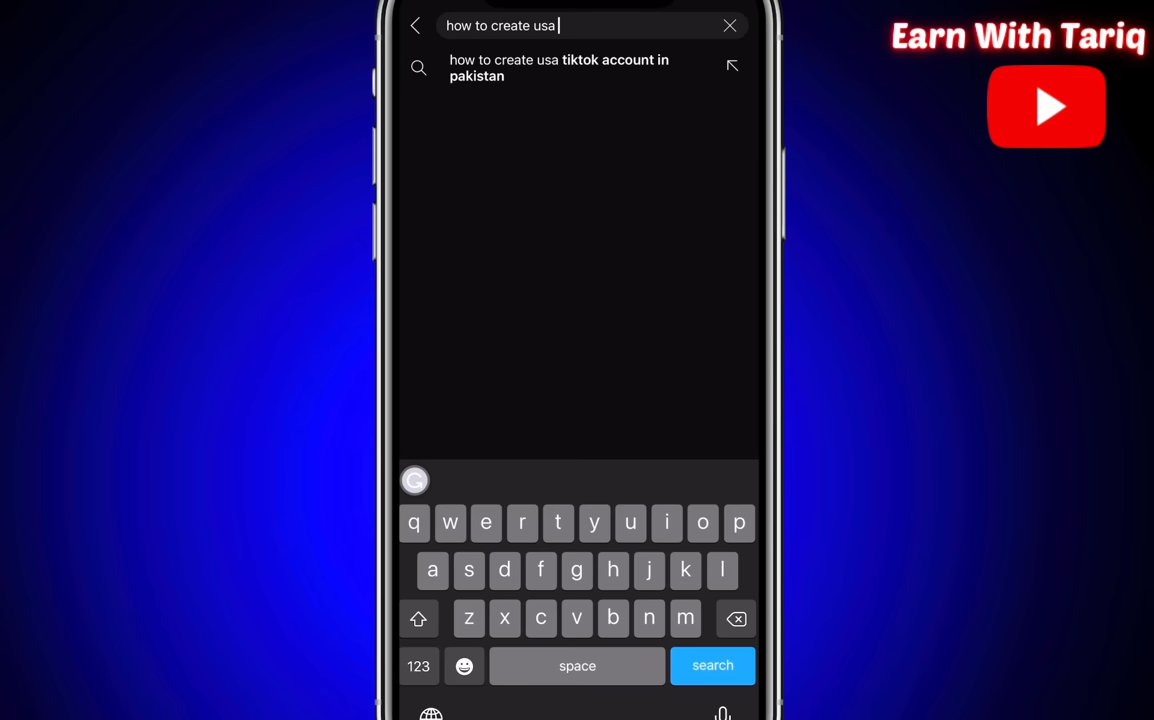 how to create usa
Earn With Tariq
how to create usa tiktok account in
pakistan
q w e r t y u i o p
a s d f g h j k l
z x c v b n m
123 space search